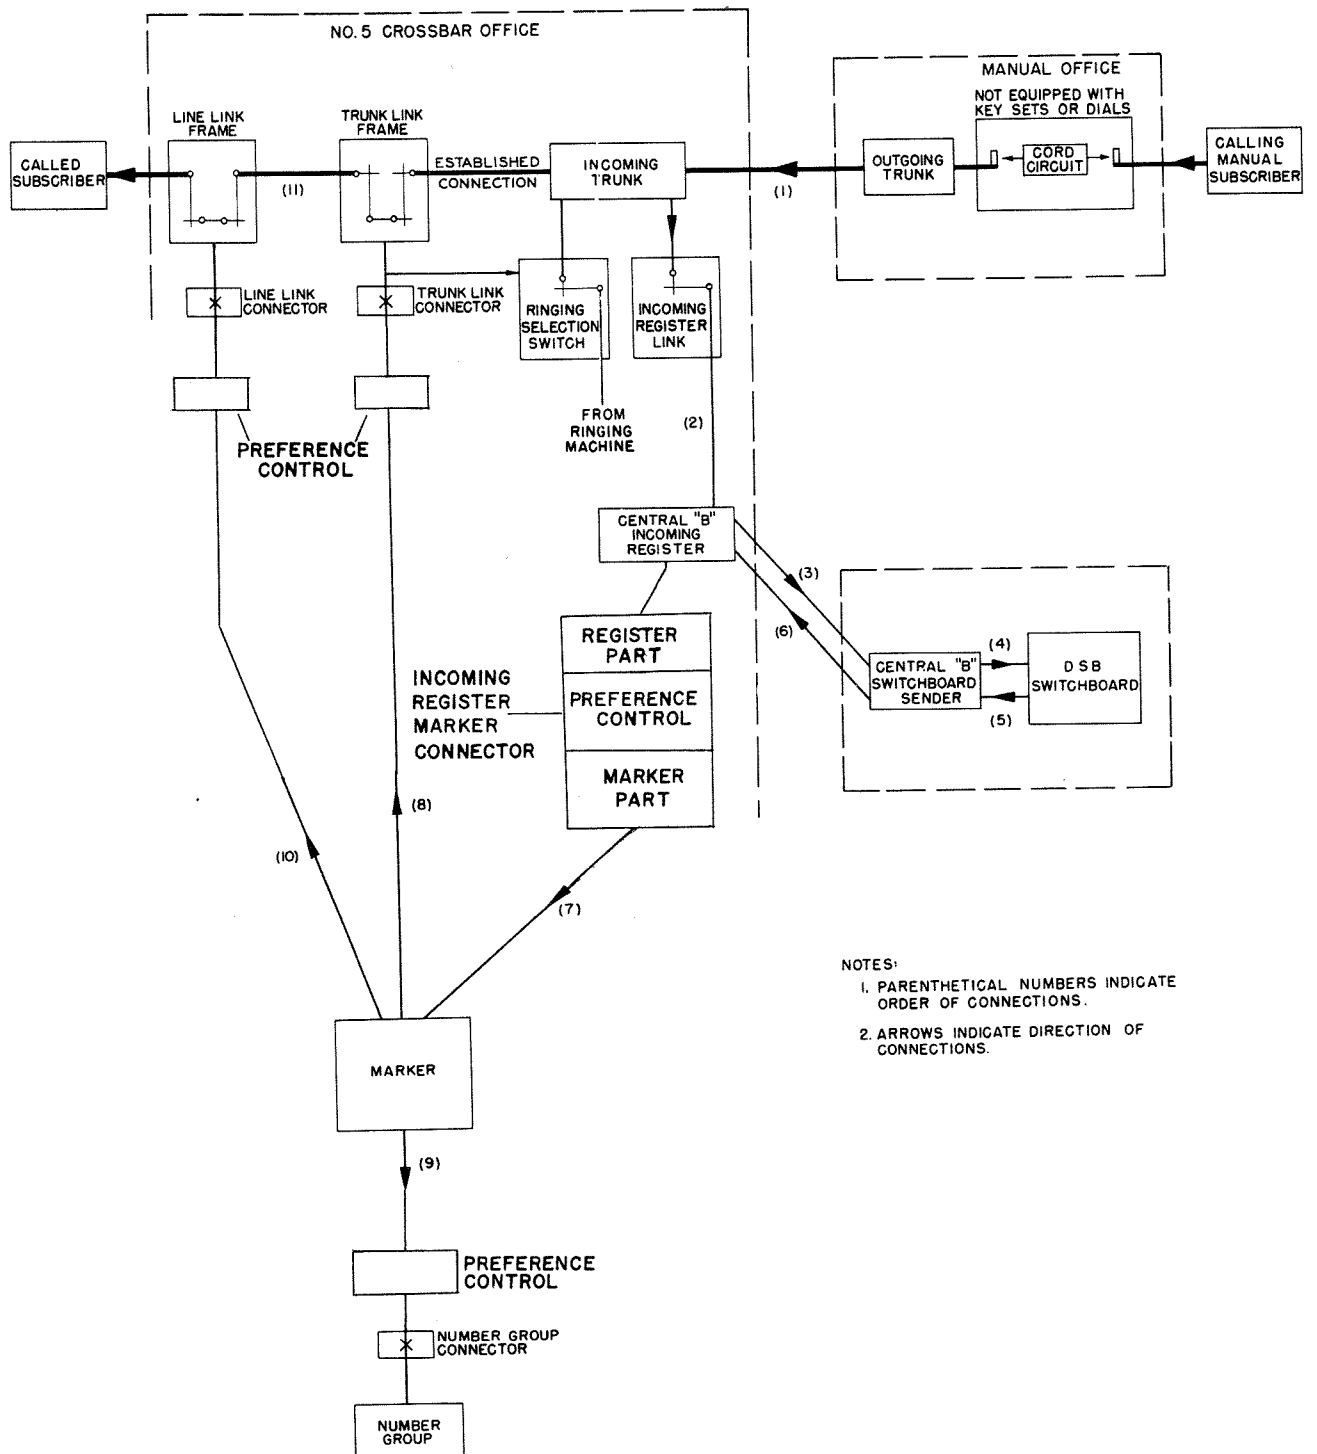 NO. 5 CROSSBAR OFFICE
MANUAL OFFICE
NOT EQUIPPED WITH
KEY SETS OR DIALS
LINE LINK
FRAME
TRUNK LINK
FRAME
CALLED
SUBSCRIBER
ESTABLISHED
CONNECTION
INCOMING
TRUNK
OUTGOING
TRUNK
CORD
CIRCUIT
CALLING
MANUAL
SUBSCRIBER
(11)
(1)
LINE LINK
CONNECTOR
TRUNK LINK
CONNECTOR
RINGING
SELECTION
SWITCH
INCOMING
REGISTER
LINK
FROM
RINGING
MACHINE
(2)
PREFERENCE
CONTROL
CENTRAL "B"
INCOMING
REGISTER
(3)
(6)
REGISTER
PART
PREFERENCE
CONTROL
MARKER
PART
INCOMING
REGISTER
MARKER
CONNECTOR
CENTRAL "B"
SWITCHBOARD
SENDER
(4)
(5)
DSB
SWITCHBOARD
(8)
(10)
(7)
NOTES:
1. PARENTHETICAL NUMBERS INDICATE
ORDER OF CONNECTIONS.
2. ARROWS INDICATE DIRECTION OF
CONNECTIONS.
MARKER
(9)
PREFERENCE
CONTROL
NUMBER GROUP
CONNECTOR
NUMBER
GROUP